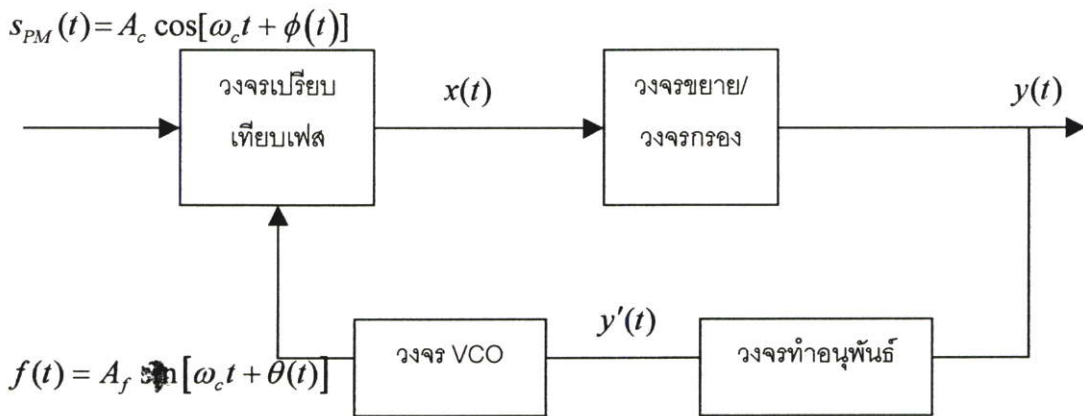 s_{PM}(t) = A_c cos[ω_c t + ϕ(t)]
วงจรเปรียบ
เทียบเฟส
x(t)
วงจรขยาย/
วงจรกรอง
y(t)
f(t) = A_f [ω_c t + θ(t)]
วงจร VCO
y′(t)
วงจรทำอนุพันธ์